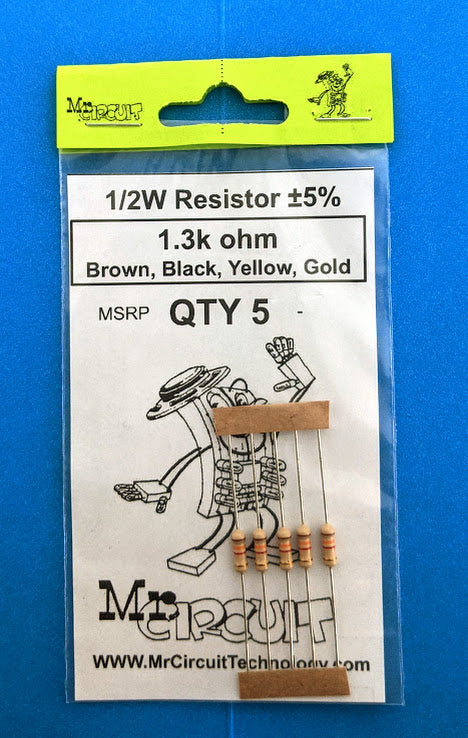 Mr CIRCUIT
1/2W Resistor ±5%
1.3k ohm
Brown, Black, Yellow, Gold
MSRP QTY 5 -
Mr CIRCUIT
WWW.MrCircuitTechnology.com